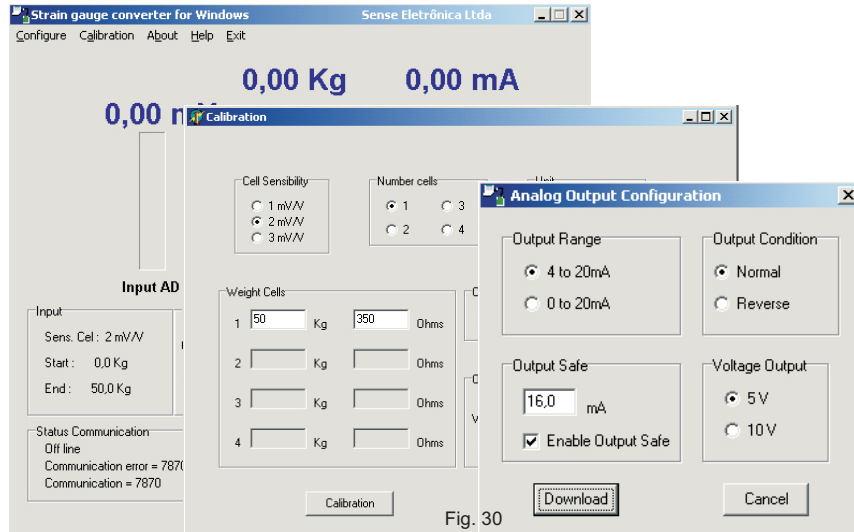 Strain gauge converter for Windows Sense Eletrônica Ltda
Configure Calibration About Help Exit
0,00 Kg 0,00 mA
0,00
Input AD
Input
Sens. Cel : 2 mV/V
Start : 0,0 Kg
End : 50,0 Kg
Status Communication
Off line
Communication error = 7870
Communication = 7870
Calibration
Cell Sensibility
1 mV/V
2 mV/V
3 mV/V
Number cells
1 3
2 4
Unit
Weight Cells
1 50 Kg 350 Ohms
2 Kg Ohms
3 Kg Ohms
4 Kg Ohms
Calibration
Analog Output Configuration
Output Range
4 to 20mA
0 to 20mA
Output Condition
Normal
Reverse
Output Safe
16,0 mA
Enable Output Safe
Voltage Output
5 V
10 V
Download Cancel
Fig. 30